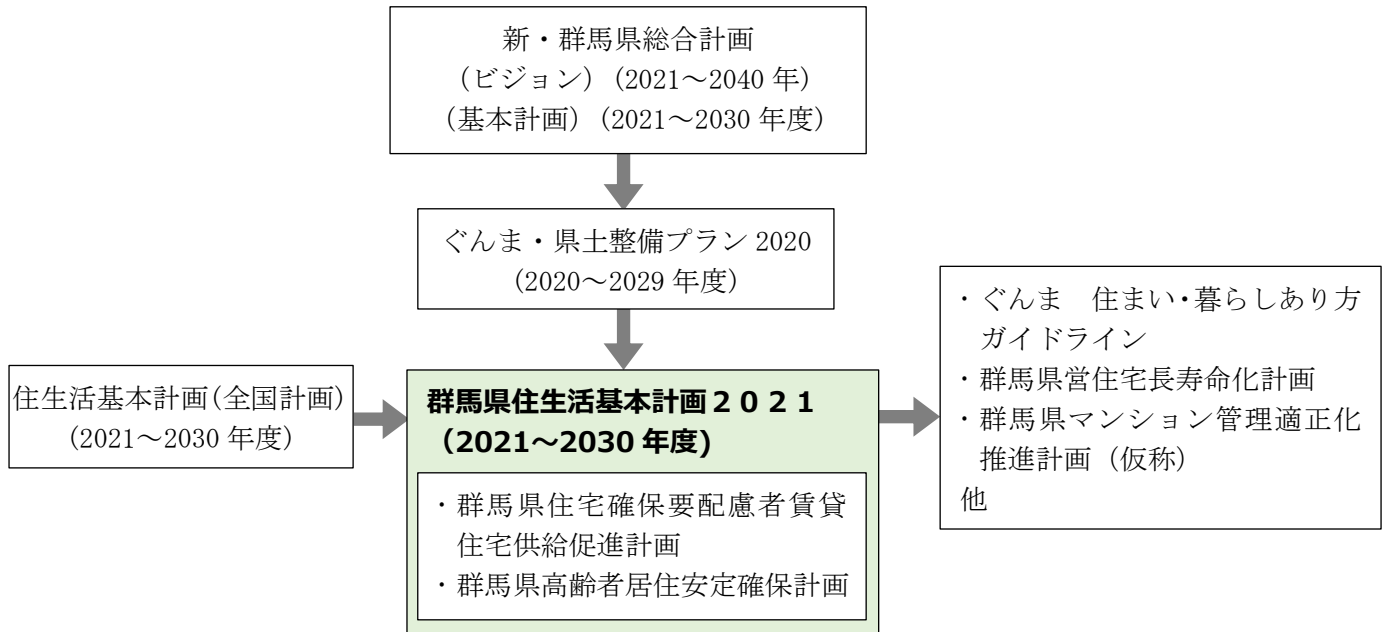 新・群馬県総合計画
(ビジョン)(2021～2040 年)
(基本計画)(2021～2030 年度)
ぐんま・県土整備プラン 2020
(2020～2029 年度)
住生活基本計画(全国計画)
(2021～2030 年度)
群馬県住生活基本計画２０２１
（2021～2030 年度)
・群馬県住宅確保要配慮者賃貸
住宅供給促進計画
・群馬県高齢者居住安定確保計画
・ぐんま　住まい・暮らしあり方
ガイドライン
・群馬県営住宅長寿命化計画
・群馬県マンション管理適正化
推進計画（仮称）
他